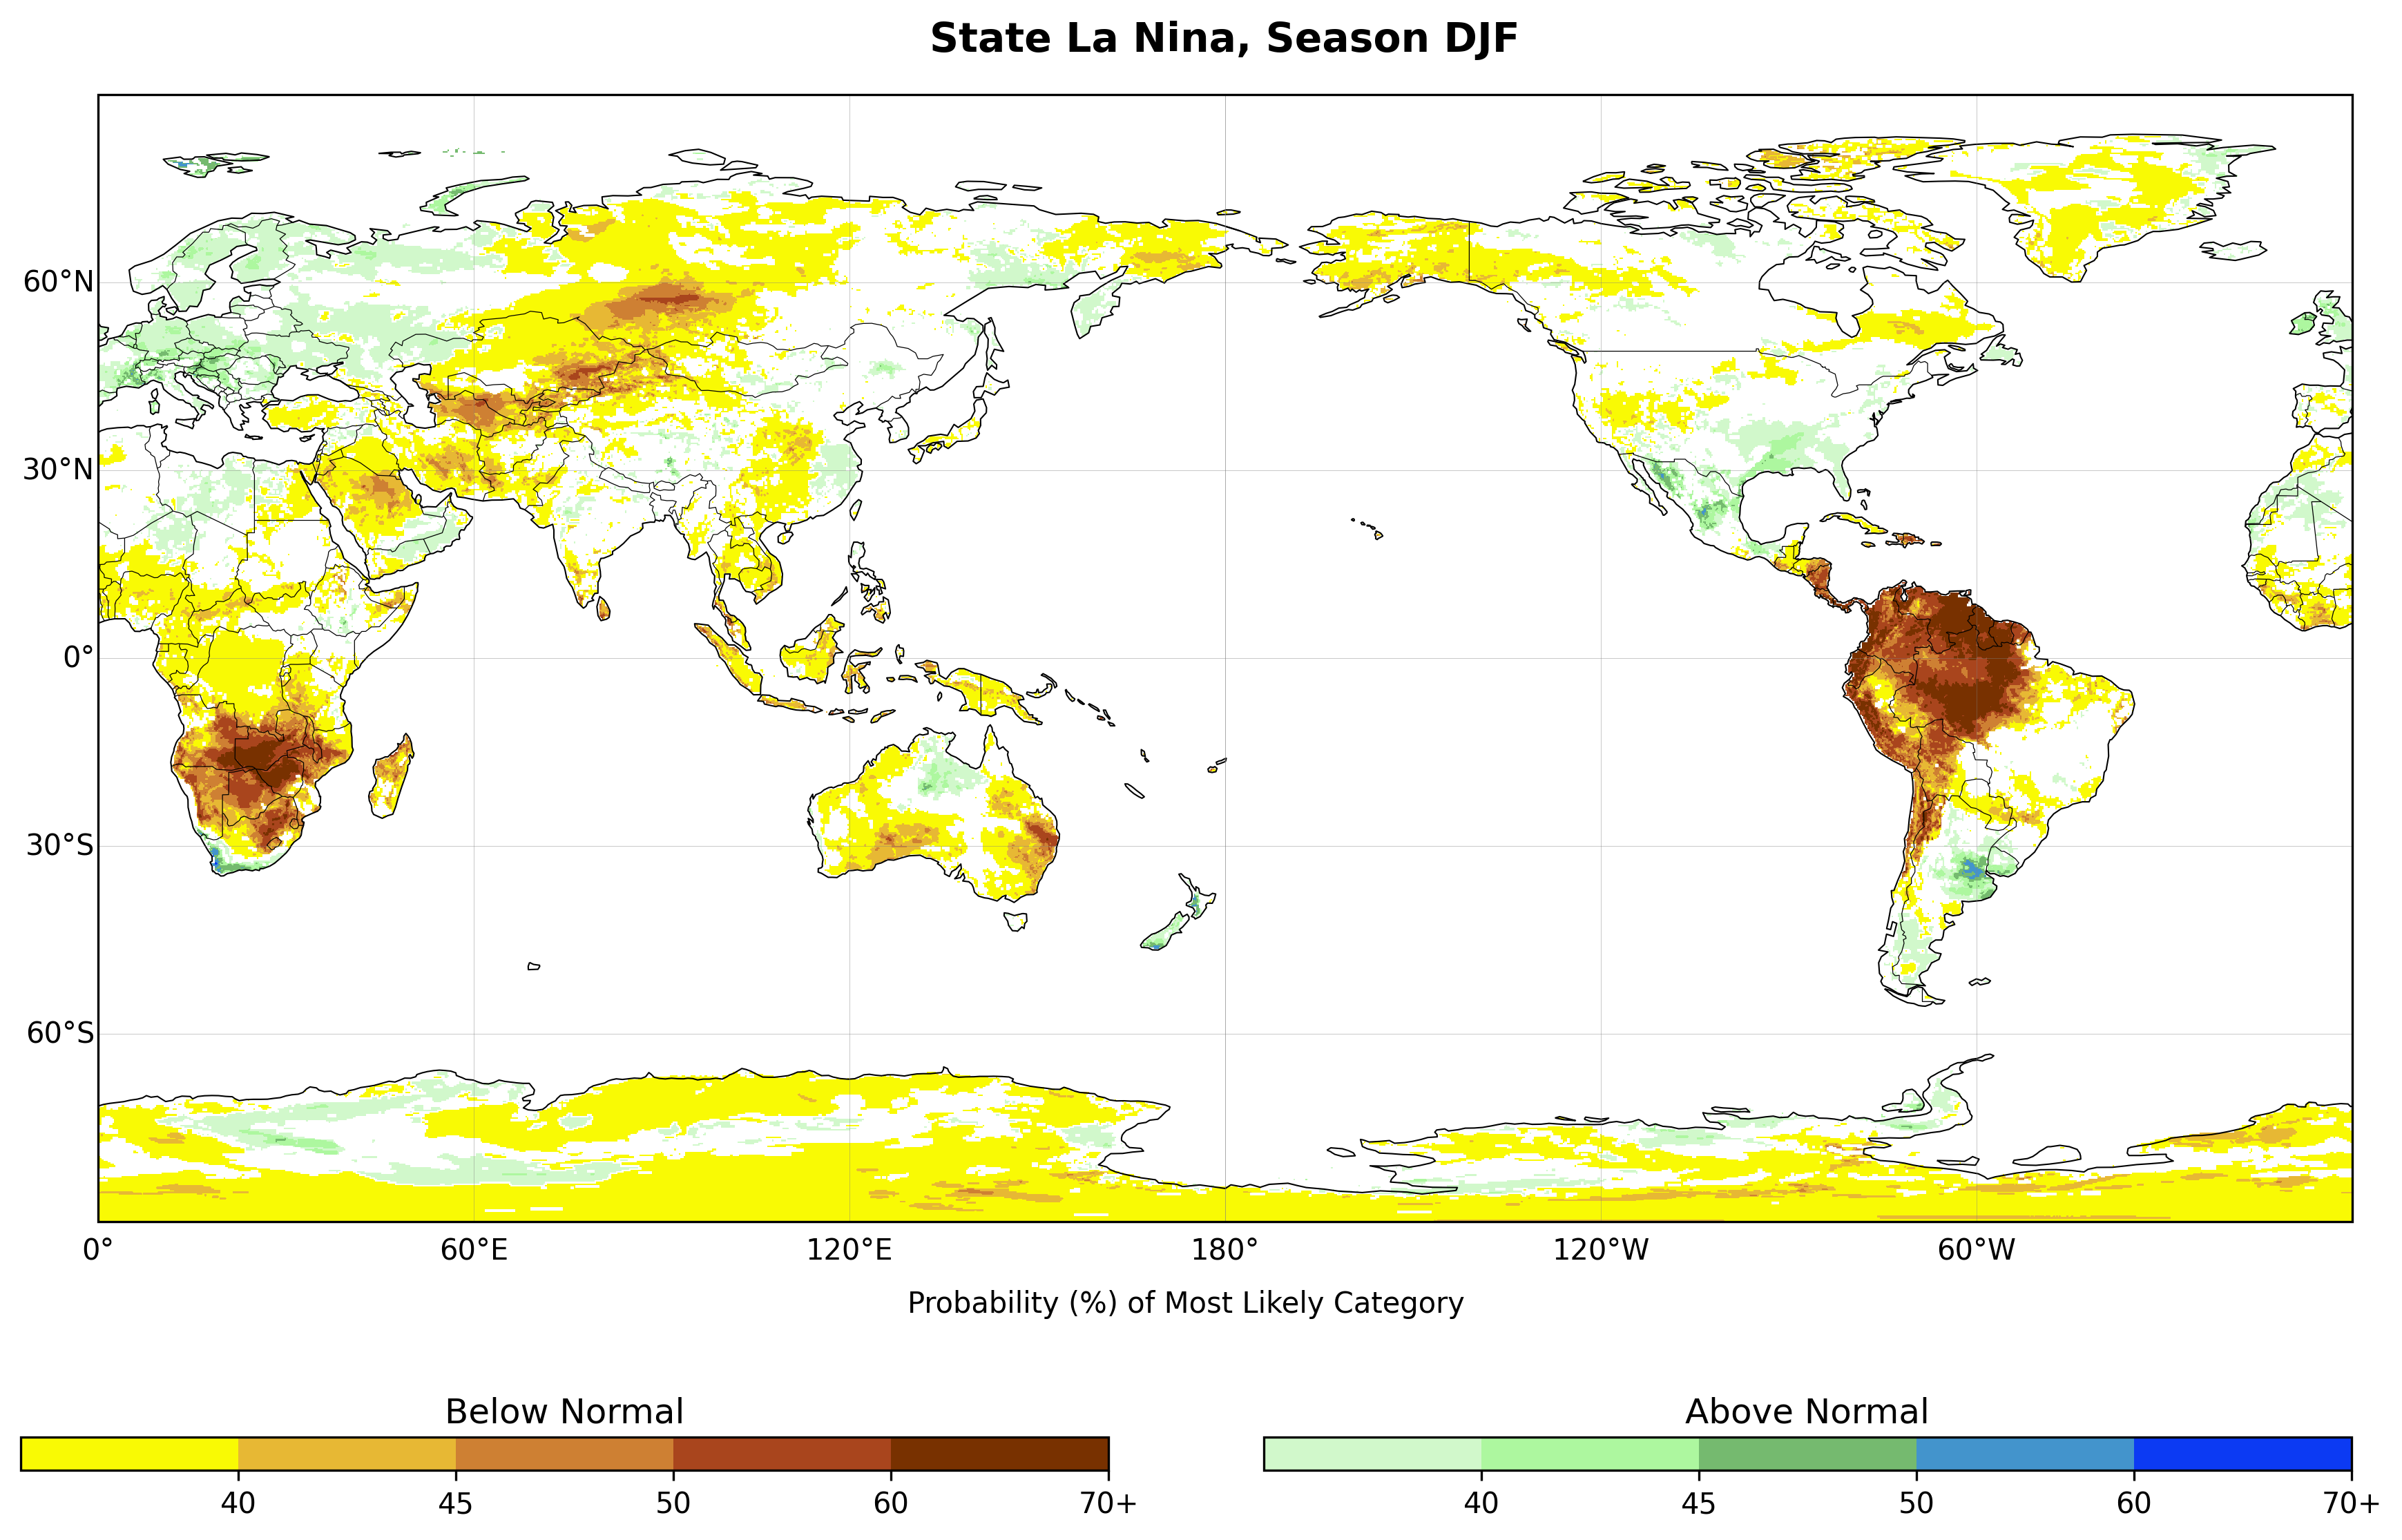 State La Nina, Season DJF
60°N
30°N
0°
30°S
60°S
0° 60°E 120°E 180° 120°W 60°W
Probability (%) of Most Likely Category
Below Normal
40 45 50 60 70+
Above Normal
40 45 50 60 70+